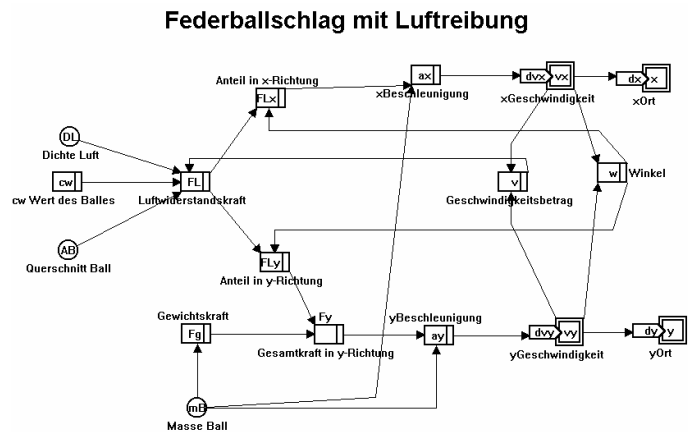 Federballschlag mit Luftreibung
ax
xBeschleunigung
dvx vx
xGeschwindigkeit
dx x
xOrt
Anteil in x-Richtung
FLx
DL
Dichte Luft
cw
cw Wert des Balles
FL
Luftwiderstandskraft
v
Geschwindigkeitsbetrag
w Winkel
AB
Querschnitt Ball
FLy
Anteil in y-Richtung
Gewichtskraft
Fg
Fy
Gesamtkraft in y-Richtung
yBeschleunigung
ay
dvy vy
yGeschwindigkeit
dy y
yOrt
mB
Masse Ball